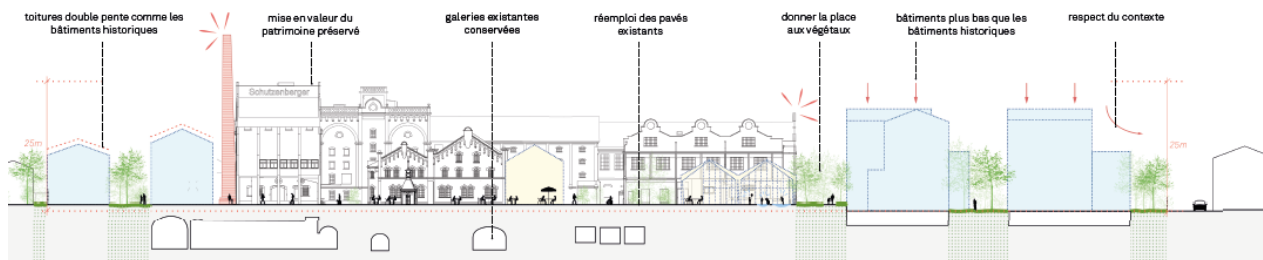 toitures double pente comme les
bâtiments historiques
mise en valeur du
patrimoine préservé
galeries existantes
conservées
réemploi des pavés
existants
donner la place
aux végétaux
bâtiments plus bas que les
bâtiments historiques
respect du contexte
Schutzenberger
25m
25m